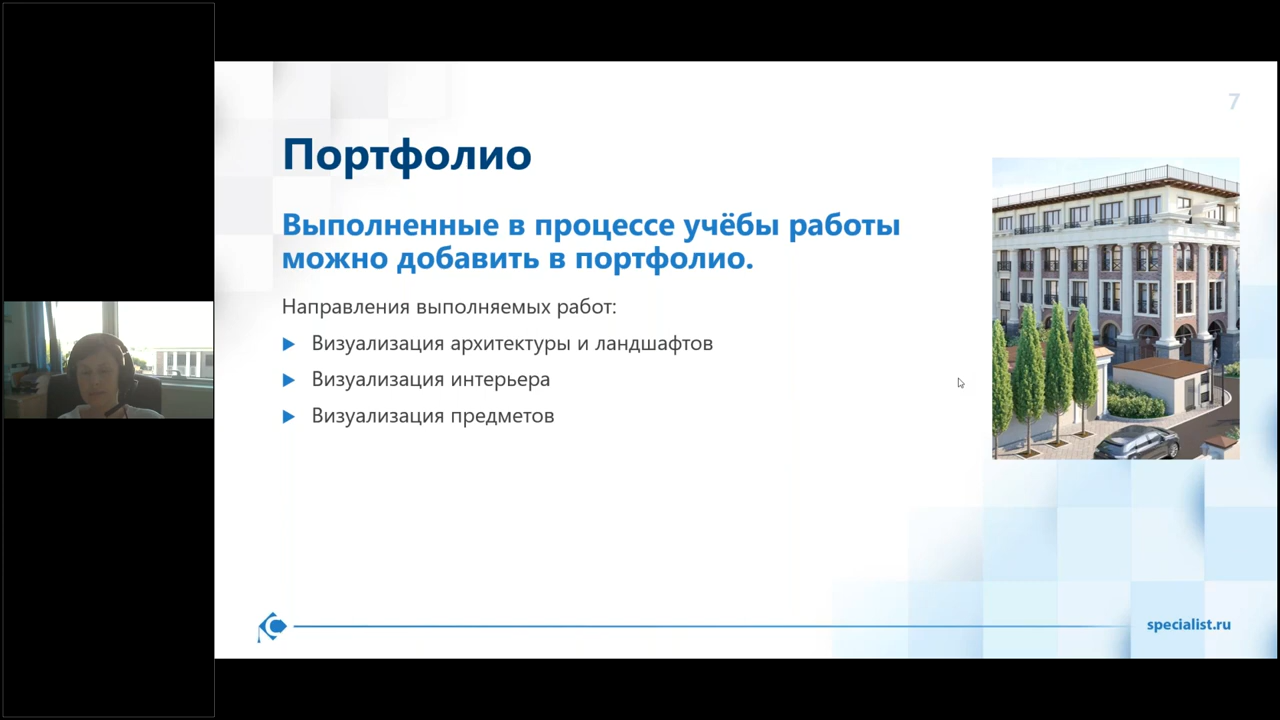 7
Портфолио
Выполненные в процессе учёбы работы
можно добавить в портфолио.
Направления выполняемых работ:
Визуализация архитектуры и ландшафтов
Визуализация интерьера
Визуализация предметов
specialist.ru